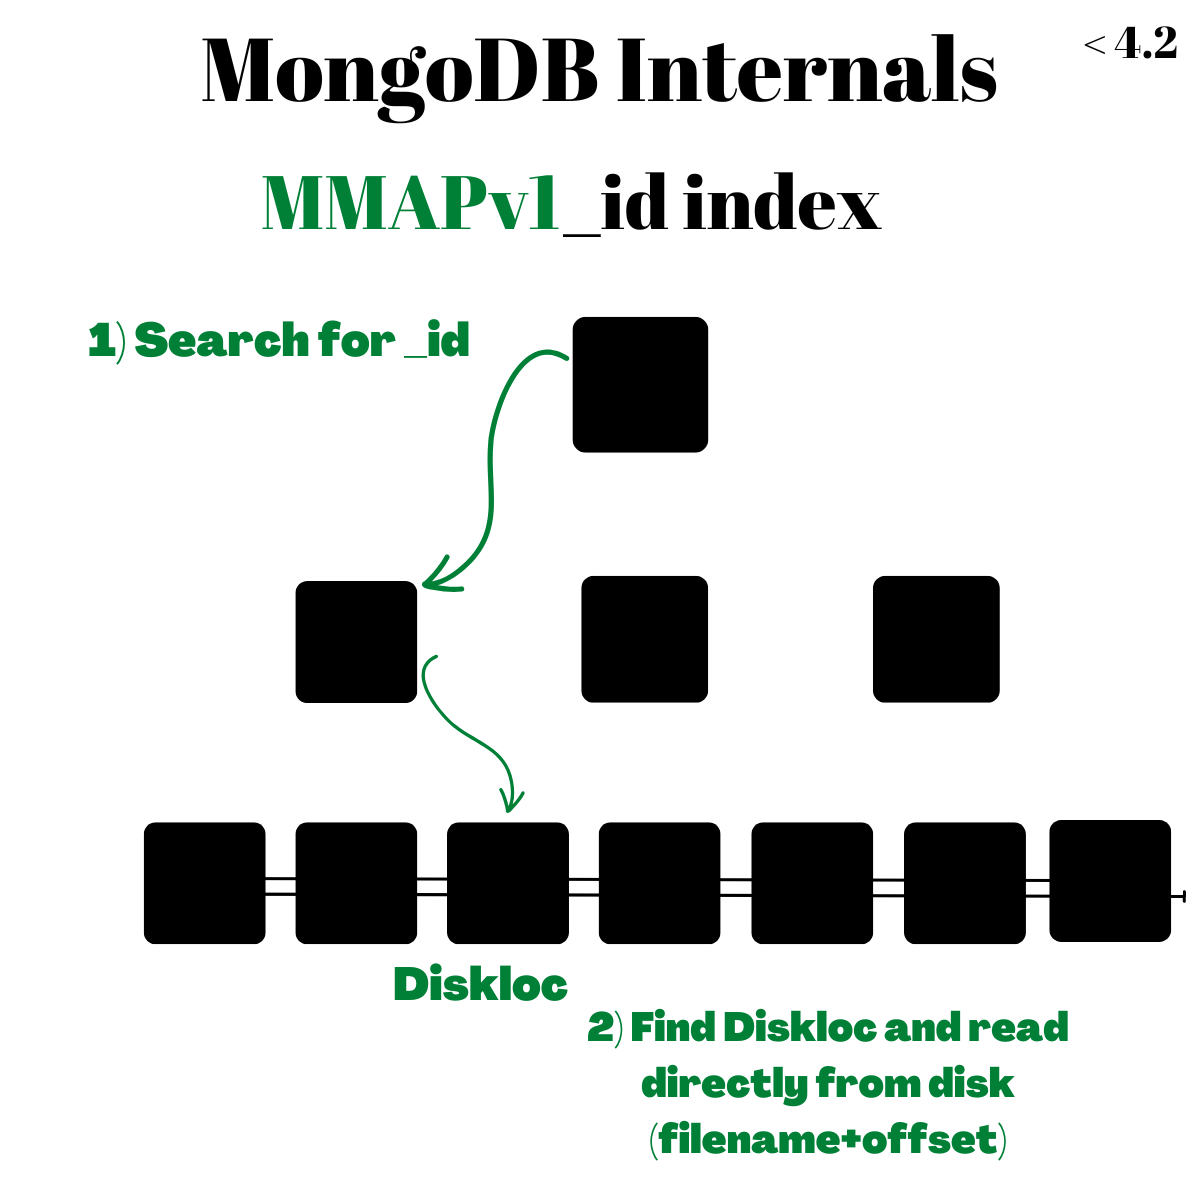 MongoDB Internals
< 4.2
MMAPv1_id index
1) Search for _id
Diskloc
2) Find Diskloc and read
directly from disk
(filename+offset)